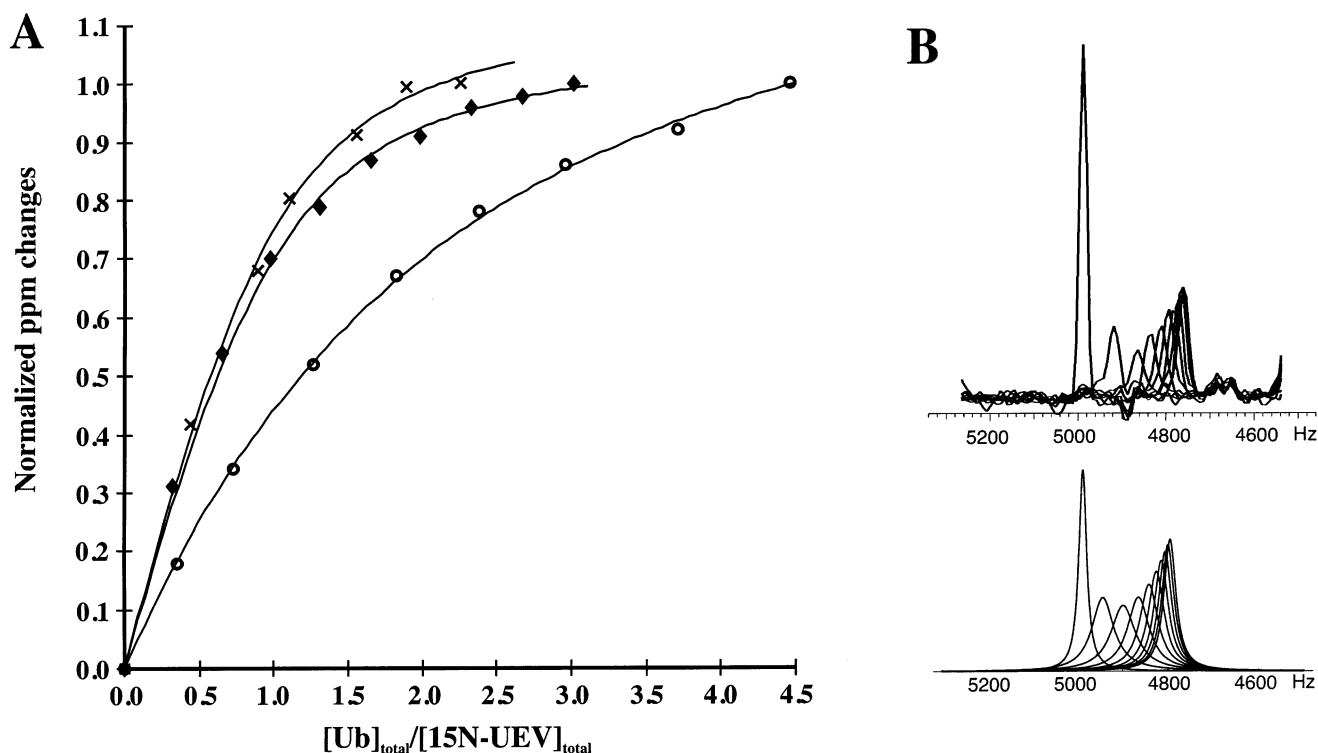 A
B
Normalized ppm changes
1.1
1.0
0.9
0.8
0.7
0.6
0.5
0.4
0.3
0.2
0.1
0.0
0.0 0.5 1.0 1.5 2.0 2.5 3.0 3.5 4.0 4.5
[Ub]total/[15N-UEV]total
5200 5000 4800 4600 Hz
5200 5000 4800 4600 Hz